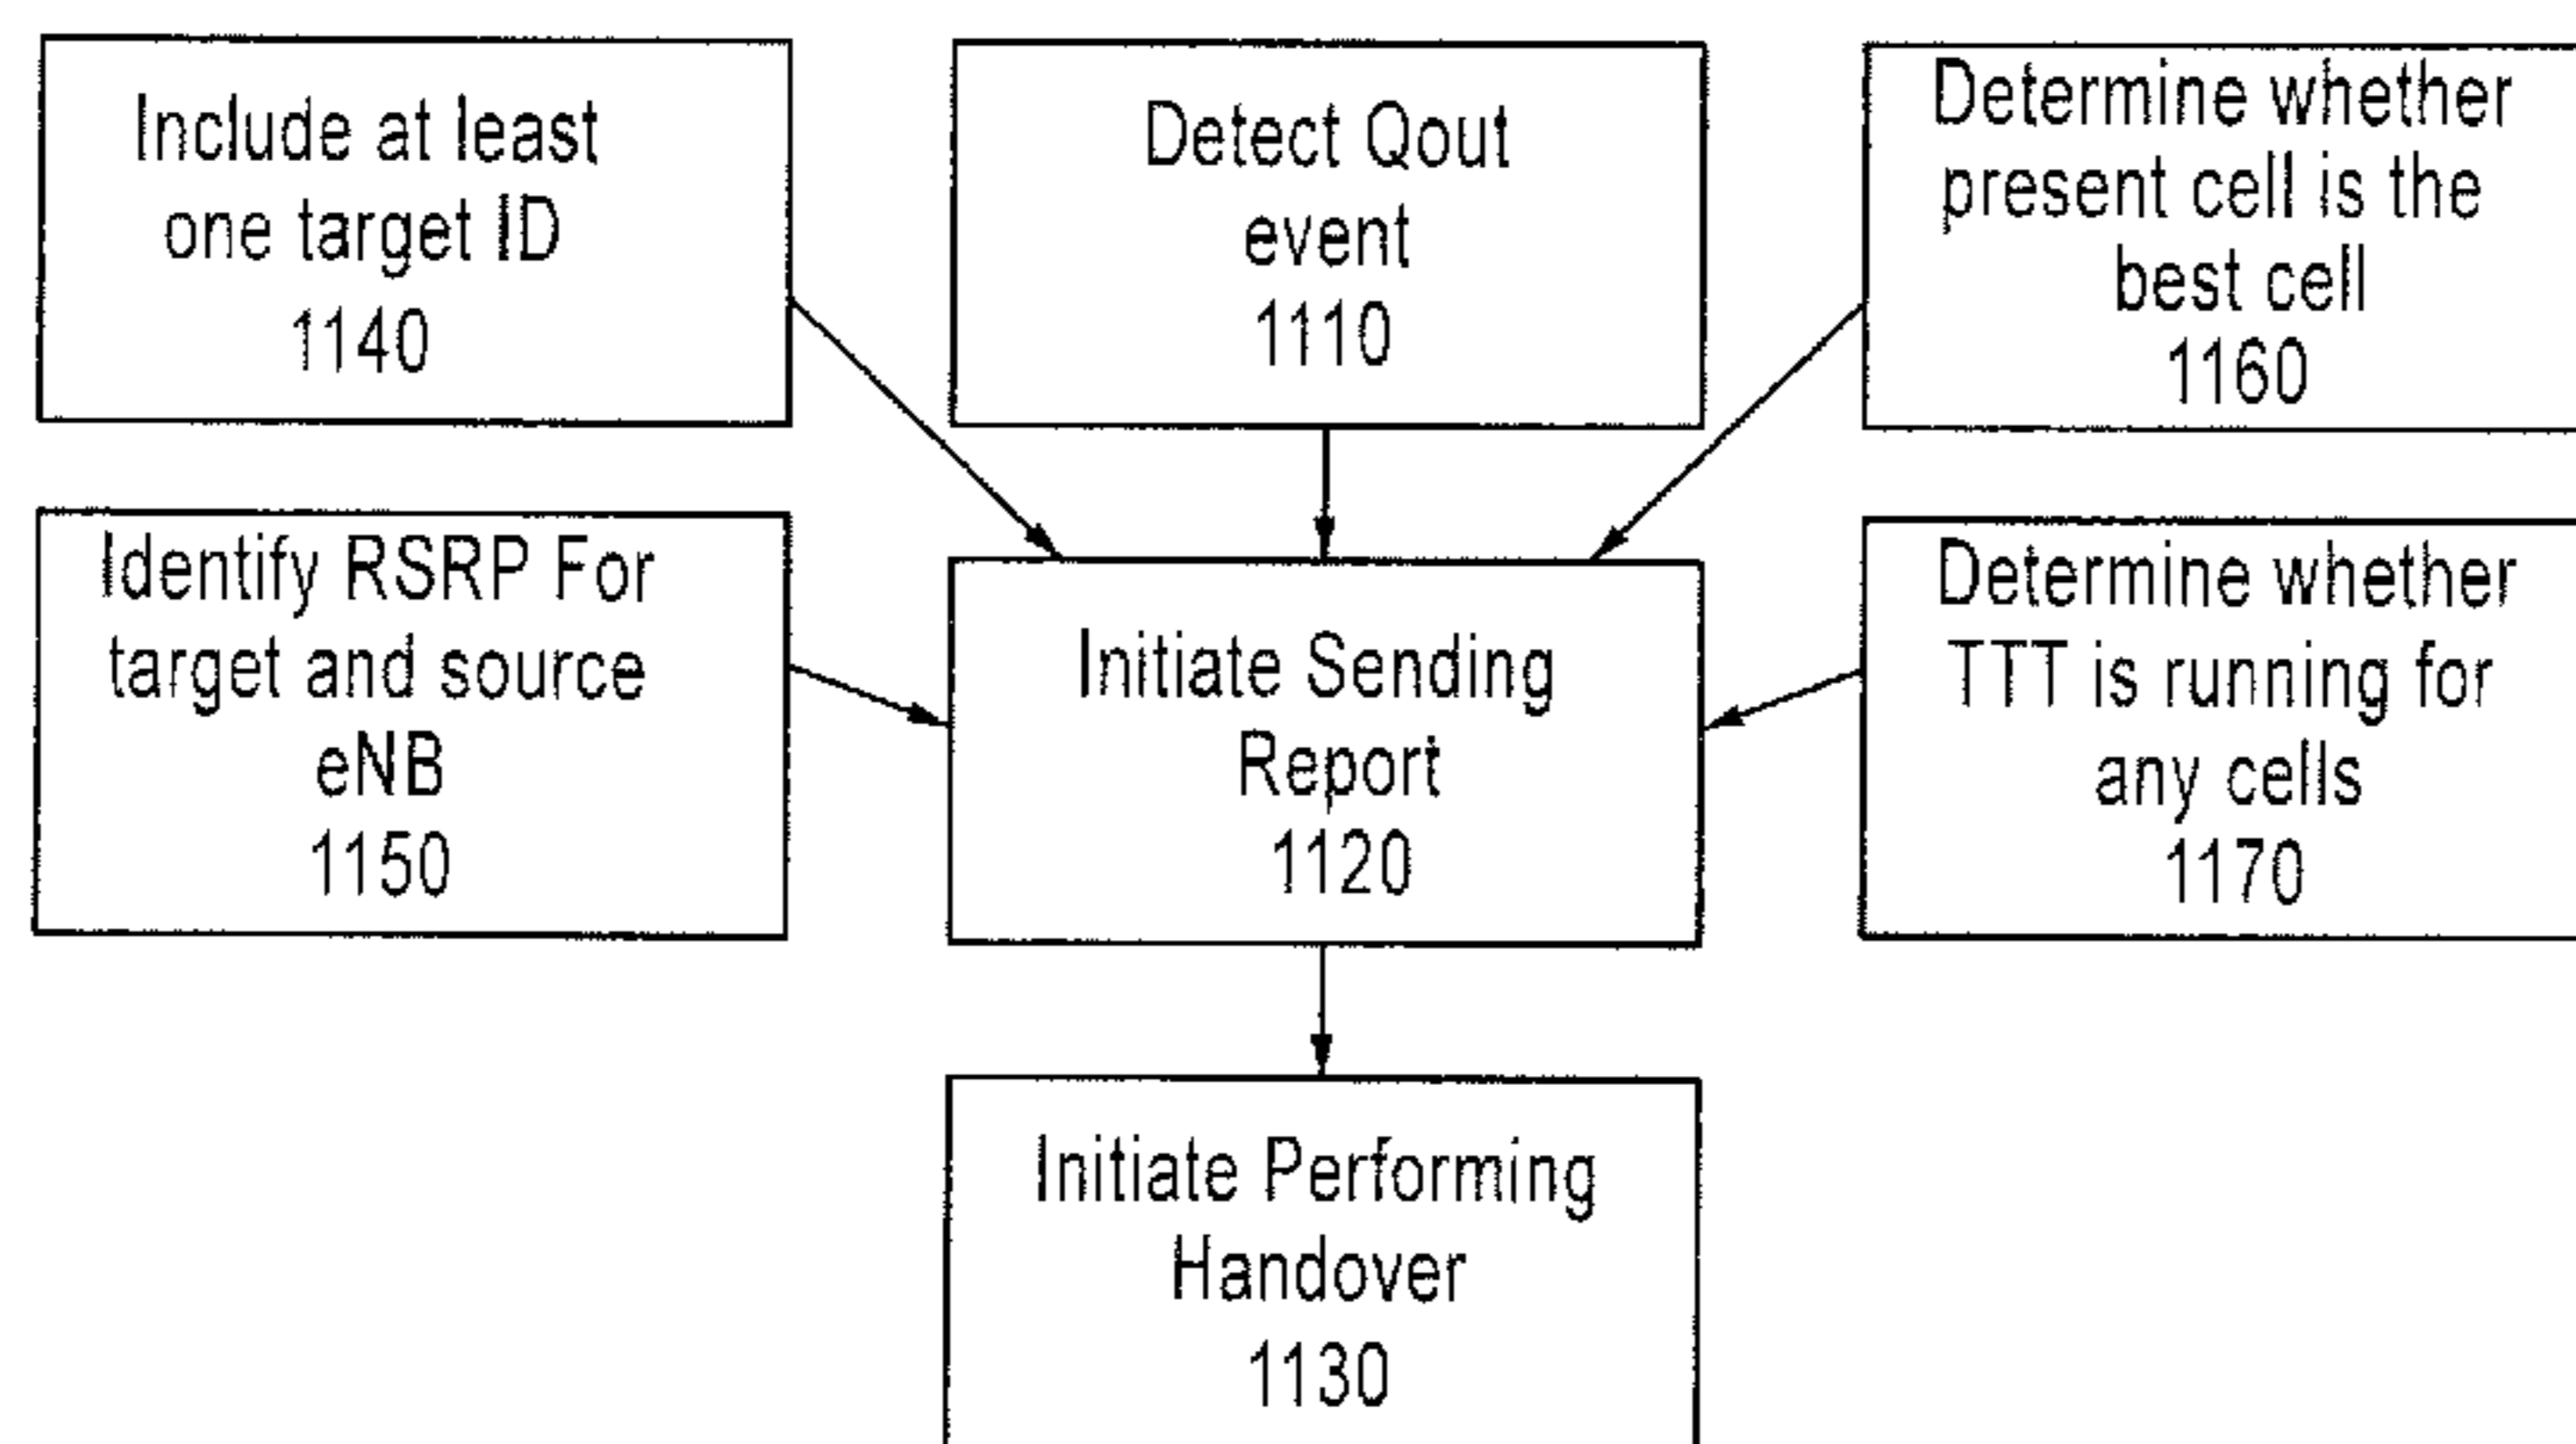 Include at least
one target ID
1140
Detect Qout
event
1110
Determine whether
present cell is the
best cell
1160
Identify RSRP For
target and source
eNB
1150
Initiate Sending
Report
1120
Determine whether
TTT is running for
any cells
1170
Initiate Performing
Handover
1130